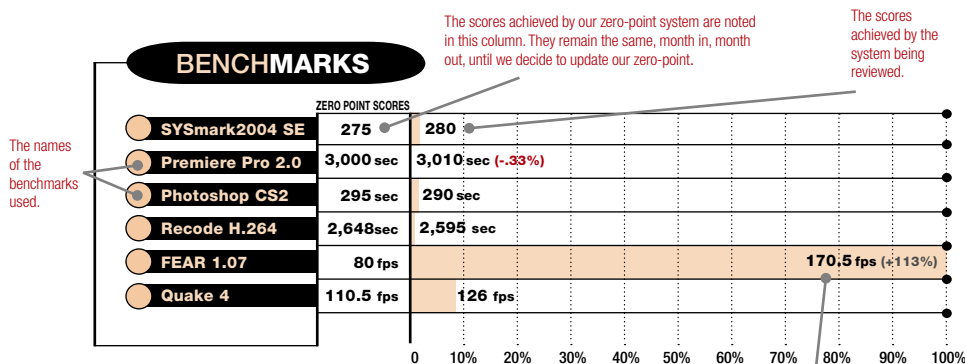 The scores achieved by our zero-point system are noted
in this column. They remain the same, month in, month
out, until we decide to update our zero-point.
The scores
achieved by the
system being
reviewed.
BENCHMARKS
ZERO POINT SCORES
The names
of the
benchmarks
used.
SYSmark2004 SE 275 280
Premiere Pro 2.0 3,000 sec 3,010 sec (-.33%)
Photoshop CS2 295 sec 290 sec
Recode H.264 2,648 sec 2,595 sec
FEAR 1.07 80 fps 170.5 fps (+113%)
Quake 4 110.5 fps 126 fps
0 10% 20% 30% 40% 50% 60% 70% 80% 90% 100%